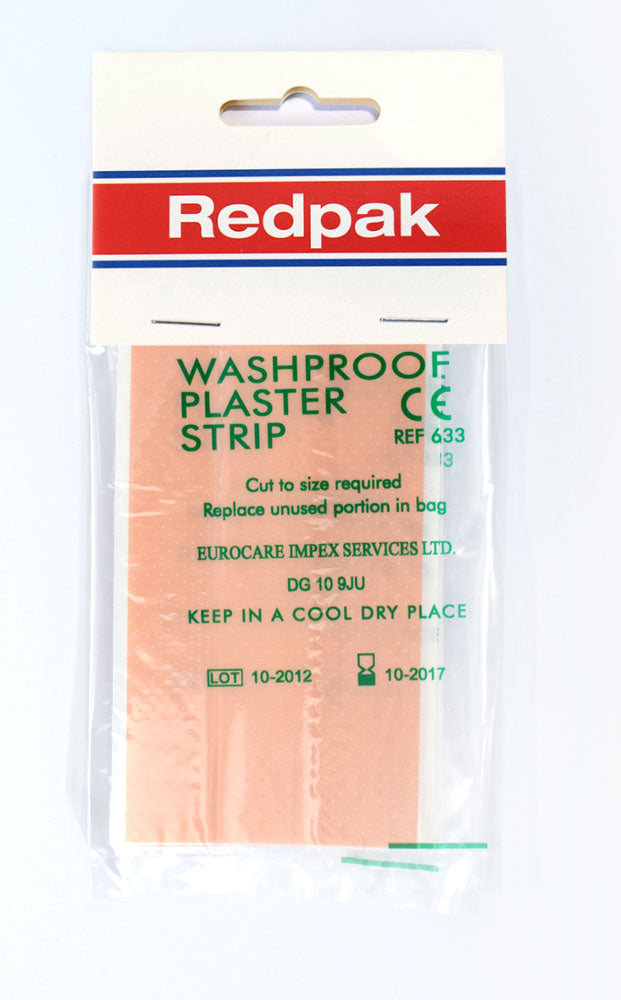 Redpak
WASHPROOF
PLASTER CE
STRIP REF 633
33
Cut to size required
Replace unused portion in bag
EUROCARE IMPEX SERVICES LTD.
DG 10 9JU
KEEP IN A COOL DRY PLACE
LOT 10-2012 10-2017